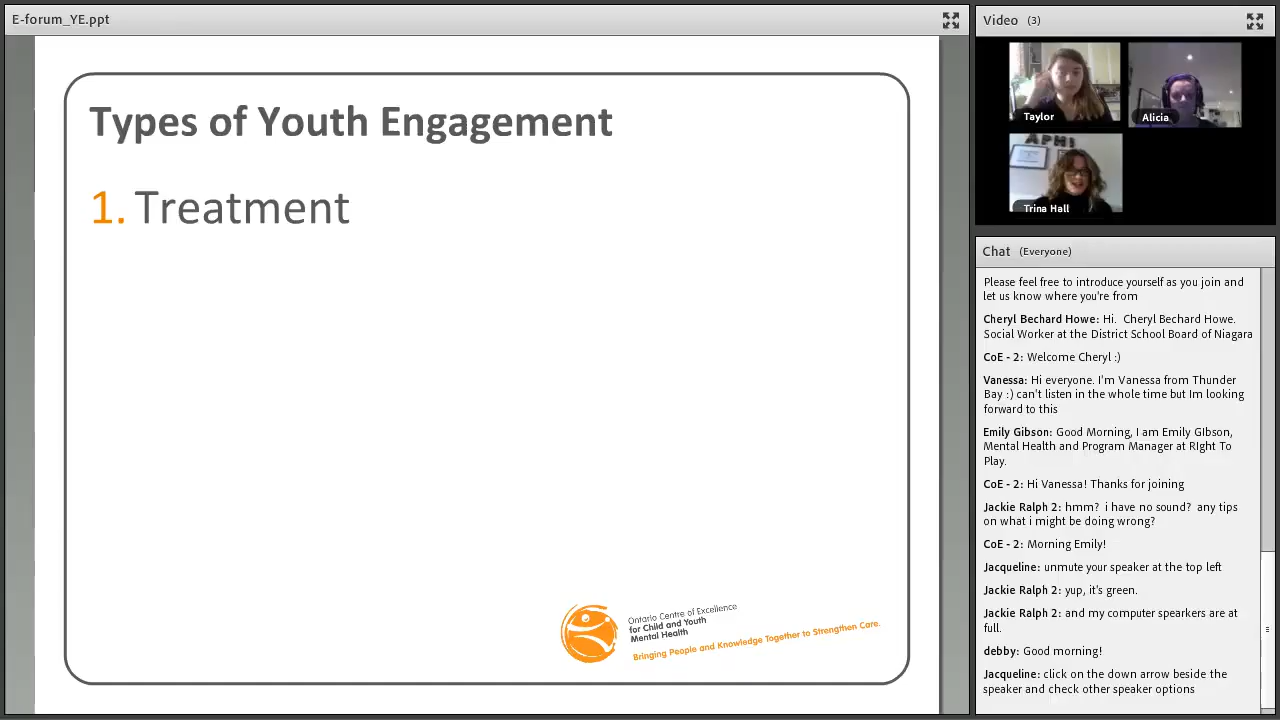 E-forum_YE.ppt
Types of Youth Engagement
1. Treatment
Ontario Centre of Excellence
for Child and Youth
Mental Health
Bringing People and Knowledge Together to Strengthen Care.
Video (3)
Taylor
Alicia
APHI
Trina Hall
Chat (Everyone)
Please feel free to introduce yourself as you join and
let us know where you're from
Cheryl Bechard Howe: Hi. Cheryl Bechard Howe.
Social Worker at the District School Board of Niagara
CoE - 2: Welcome Cheryl :)
Vanessa: Hi everyone. I'm Vanessa from Thunder
Bay :) can't listen in the whole time but Im looking
forward to this
Emily Gibson: Good Morning, I am Emily GIbson,
Mental Health and Program Manager at RIght To
Play.
CoE - 2: Hi Vanessa! Thanks for joining
Jackie Ralph 2: hmm? i have no sound? any tips
on what i might be doing wrong?
CoE - 2: Morning Emily!
Jacqueline: unmute your speaker at the top left
Jackie Ralph 2: yup, it's green.
Jackie Ralph 2: and my computer spearkers are at
full.
debby: Good morning!
Jacqueline: click on the down arrow beside the
speaker and check other speaker options